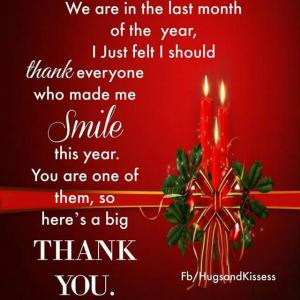 We are in the last month
of the year,
I Just felt I should
thank everyone
who made me
Smile
this year.
You are one of
them, so
here's a big
THANK
YOU.
Fb/HugsandKissess